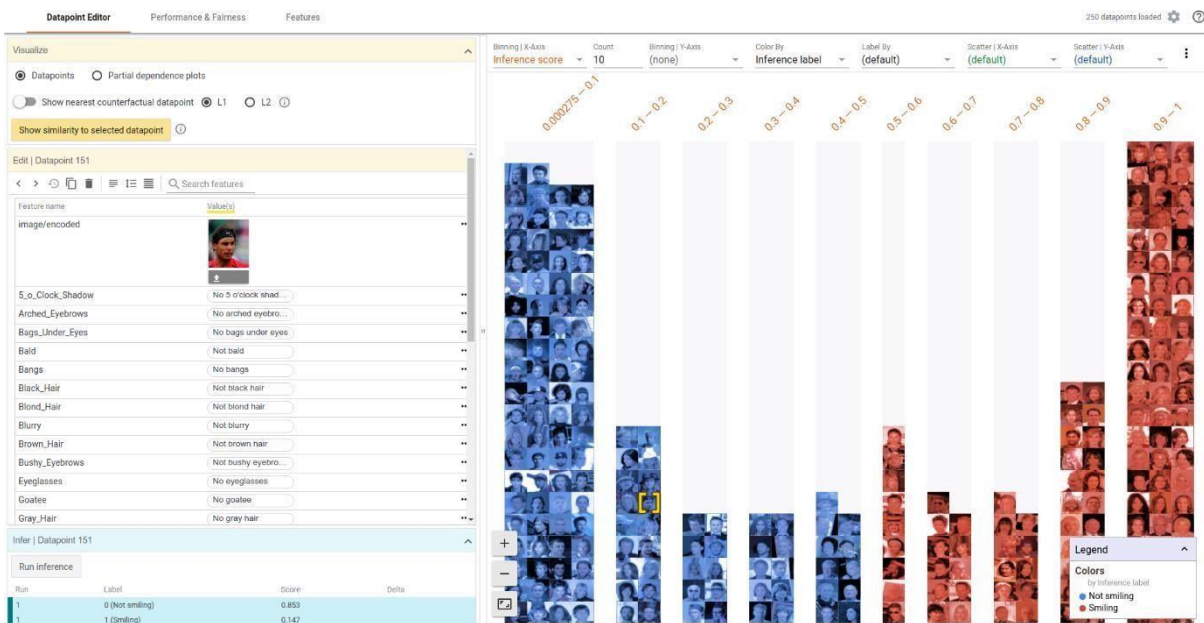 Datapoint Editor
Performance & Fairness
Features
250 datapoints loaded
Visualize
Datapoints
Partial dependence plots
Show nearest counterfactual datapoint
L1
L2
Show similarity to selected datapoint
Edit | Datapoint 151
Search features
Feature name
Value(s)
image/encoded
5_o_Clock_Shadow
No 5 o'clock shad...
Arched_Eyebrows
No arched eyebro...
Bags_Under_Eyes
No bags under eyes
Bald
Not bald
Bangs
No bangs
Black_Hair
Not black hair
Blond_Hair
Not blond hair
Blurry
Not blurry
Brown_Hair
Not brown hair
Bushy_Eyebrows
Not bushy eyebro...
Eyeglasses
No eyeglasses
Goatee
No goatee
Gray_Hair
No gray hair
Infer | Datapoint 151
Run inference
Run
Label
Score
Delta
1
0 (Not smiling)
0.853
1
1 (Smiling)
0.147
Binning | X-Axis
Inference score
Count
10
Binning | Y-Axis
(none)
Color By
Inference label
Label By
(default)
Scatter | X-Axis
(default)
Scatter | Y-Axis
(default)
0.000275 – 0.1
0.1 – 0.2
0.2 – 0.3
0.3 – 0.4
0.4 – 0.5
0.5 – 0.6
0.6 – 0.7
0.7 – 0.8
0.8 – 0.9
0.9 – 1
Legend
Colors
by Inference label
Not smiling
Smiling